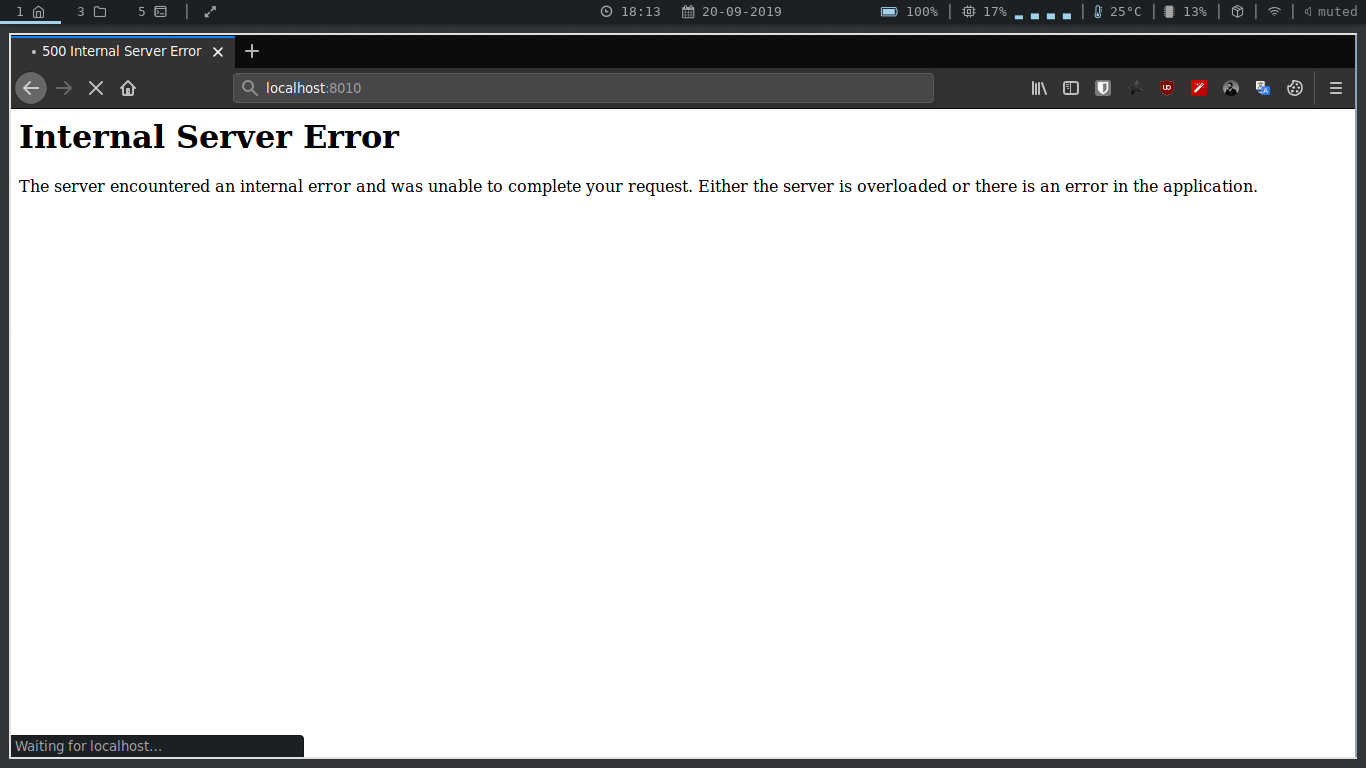 1 3 5 18:13 20-09-2019 100% 17% 25°C 13% muted
500 Internal Server Error
localhost:8010
Internal Server Error
The server encountered an internal error and was unable to complete your request. Either the server is overloaded or there is an error in the application.
Waiting for localhost...